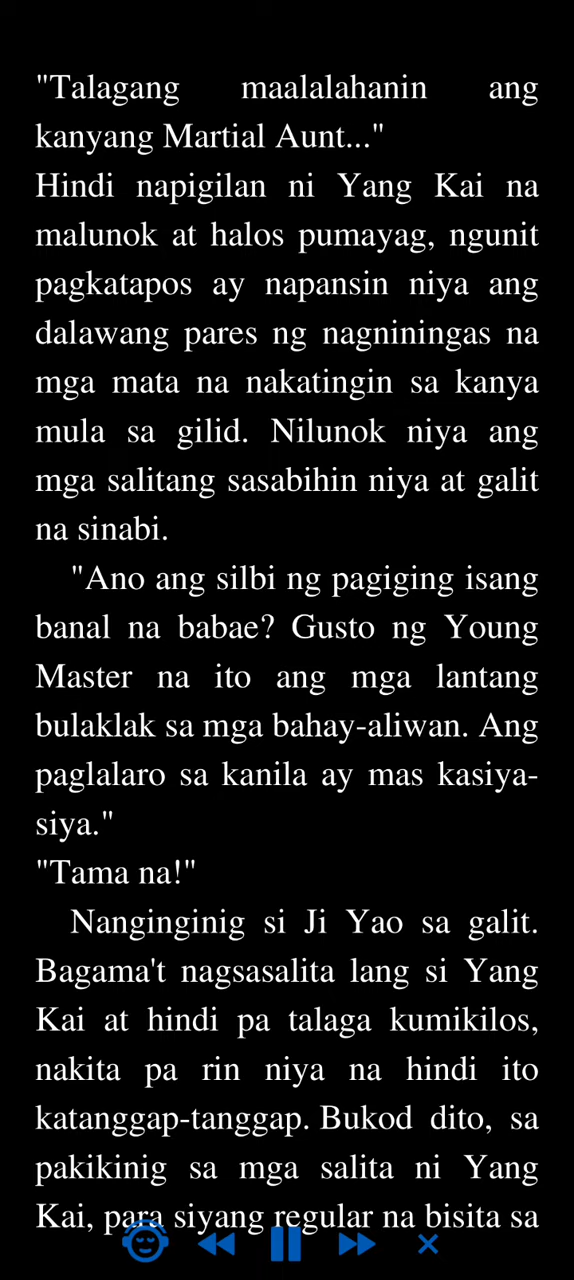 "Talagang maalalahanin ang
kanyang Martial Aunt..."
Hindi napigilan ni Yang Kai na
malunok at halos pumayag, ngunit
pagkatapos ay napansin niya ang
dalawang pares ng nagniningas na
mga mata na nakatingin sa kanya
mula sa gilid. Nilunok niya ang
mga salitang sasabihin niya at galit
na sinabi.
"Ano ang silbi ng pagiging isang
banal na babae? Gusto ng Young
Master na ito ang mga lantang
bulaklak sa mga bahay-aliwan. Ang
paglalaro sa kanila ay mas kasiya-
siya."
"Tama na!"
Nanginginig si Ji Yao sa galit.
Bagama't nagsasalita lang si Yang
Kai at hindi pa talaga kumikilos,
nakita pa rin niya na hindi ito
katanggap-tanggap. Bukod dito, sa
pakikinig sa mga salita ni Yang
Kai, para siyang regular na bisita sa